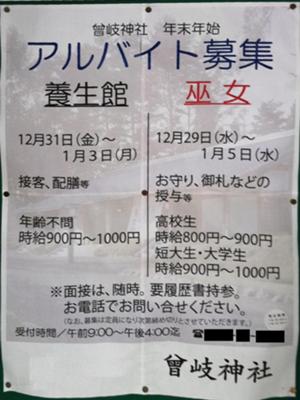 曾岐神社 年末年始
アルバイト募集
養生館
12月31日(金)~
1月3日(月)
接客、配膳等
年齢不問
時給900円~1000円
巫女
12月29日(水)~
1月5日(水)
お守り、御札などの
授与等
高校生
時給800円~900円
短大生・大学生
時給900円~1000円
※面接は、随時。要履歴書持参。
お電話でお問い合せください。
(なお、募集は定員になり次第締め切りとさせていただきます。)
受付時間/午前9:00~午後4:00迄 ☎
曾岐神社